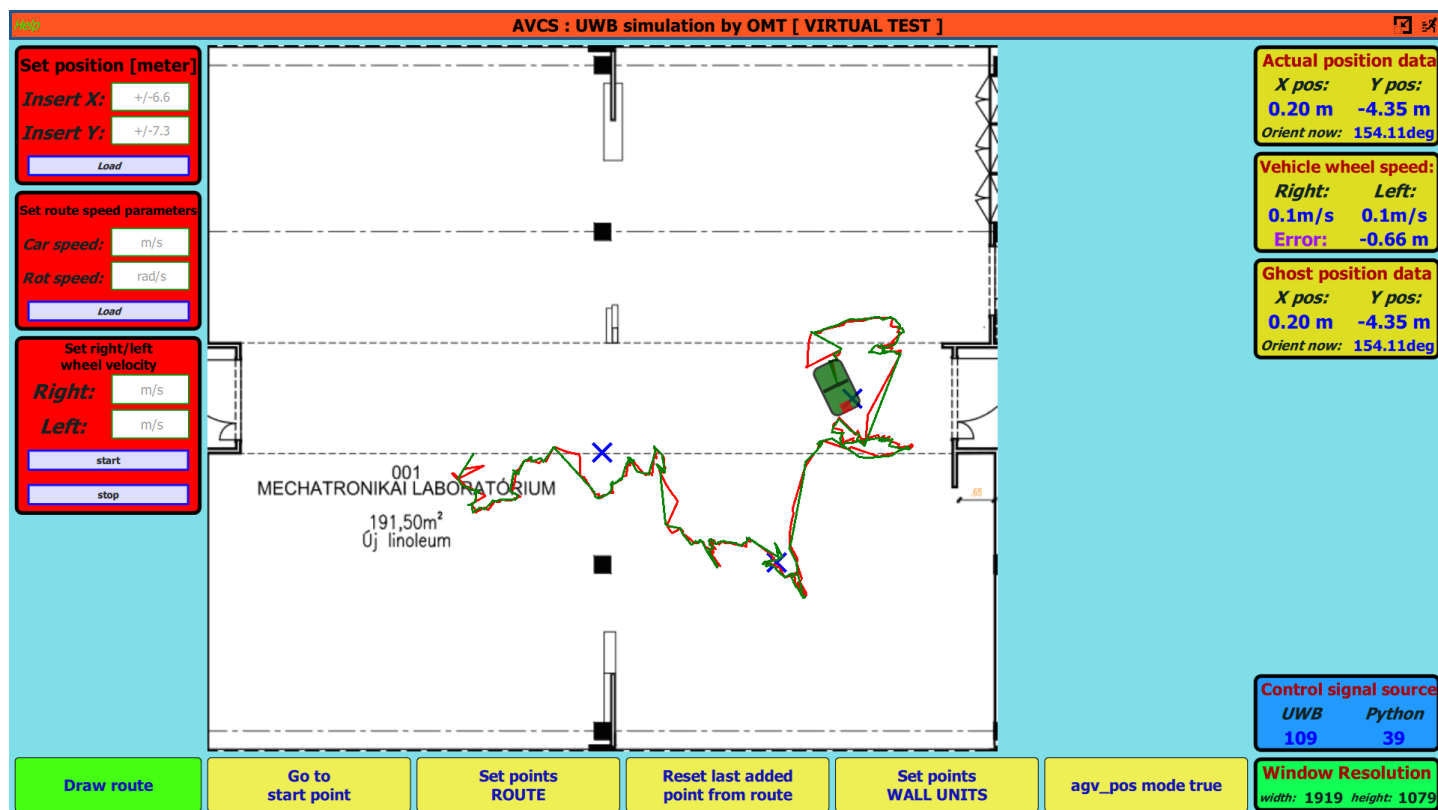 Help
AVCS : UWB simulation by OMT [ VIRTUAL TEST ]
Set position [meter]
Insert X: +/-6.6
Insert Y: +/-7.3
Load
Set route speed parameters
Car speed: m/s
Rot speed: rad/s
Load
Set right/left
wheel velocity
Right: m/s
Left: m/s
start
stop
001
MECHATRONIKAI LABORATÓRIUM
191,50m²
Új linoleum
.65
Actual position data
X pos: Y pos:
0.20 m -4.35 m
Orient now: 154.11deg
Vehicle wheel speed:
Right: Left:
0.1m/s 0.1m/s
Error: -0.66 m
Ghost position data
X pos: Y pos:
0.20 m -4.35 m
Orient now: 154.11deg
Control signal source
UWB Python
109 39
Window Resolution
width: 1919 height: 1079
Draw route
Go to
start point
Set points
ROUTE
Reset last added
point from route
Set points
WALL UNITS
agv_pos mode true